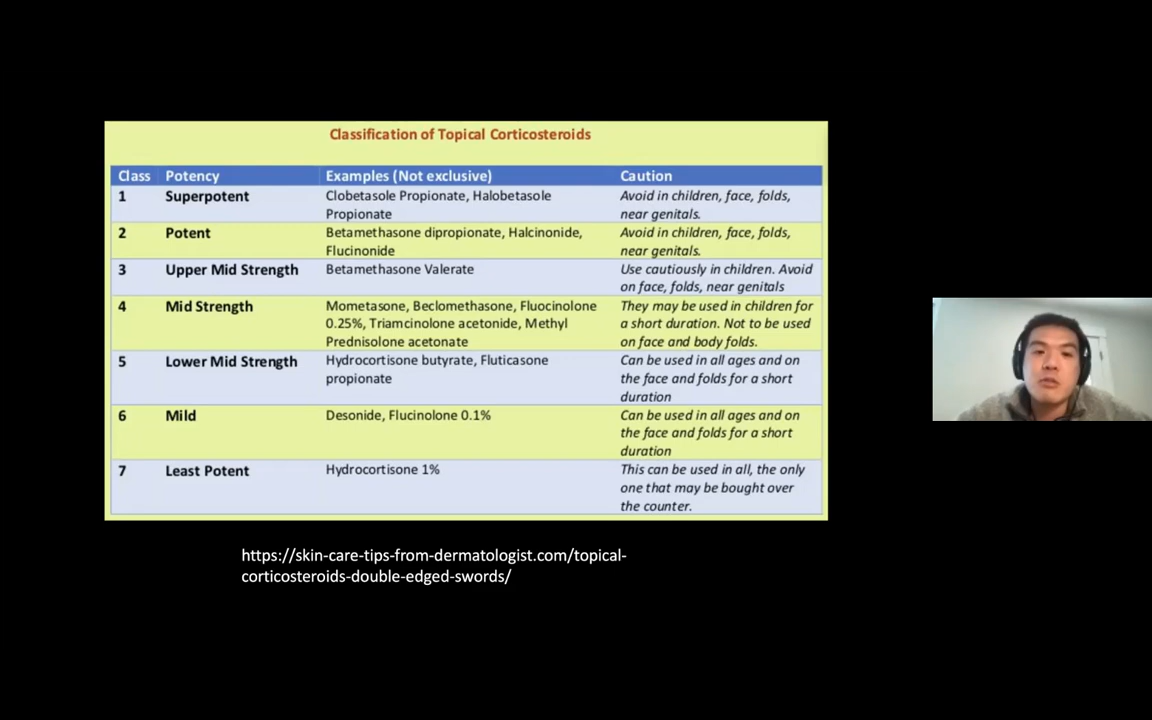 Classification of Topical Corticosteroids
Class Potency Examples (Not exclusive) Caution
1 Superpotent Clobetasole Propionate, Halobetasole Avoid in children, face, folds,
Propionate near genitals.
2 Potent Betamethasone dipropionate, Halcinonide, Avoid in children, face, folds,
Flucinonide near genitals.
3 Upper Mid Strength Betamethasone Valerate Use cautiously in children. Avoid
on face, folds, near genitals
4 Mid Strength Mometasone, Beclomethasone, Fluocinolone They may be used in children for
0.25%, Triamcinolone acetonide, Methyl a short duration. Not to be used
Prednisolone acetonate on face and body folds.
5 Lower Mid Strength Hydrocortisone butyrate, Fluticasone Can be used in all ages and on
propionate the face and folds for a short
duration
6 Mild Desonide, Flucinolone 0.1% Can be used in all ages and on
the face and folds for a short
duration
7 Least Potent Hydrocortisone 1% This can be used in all, the only
one that may be bought over
the counter.
https://skin-care-tips-from-dermatologist.com/topical-
corticosteroids-double-edged-swords/